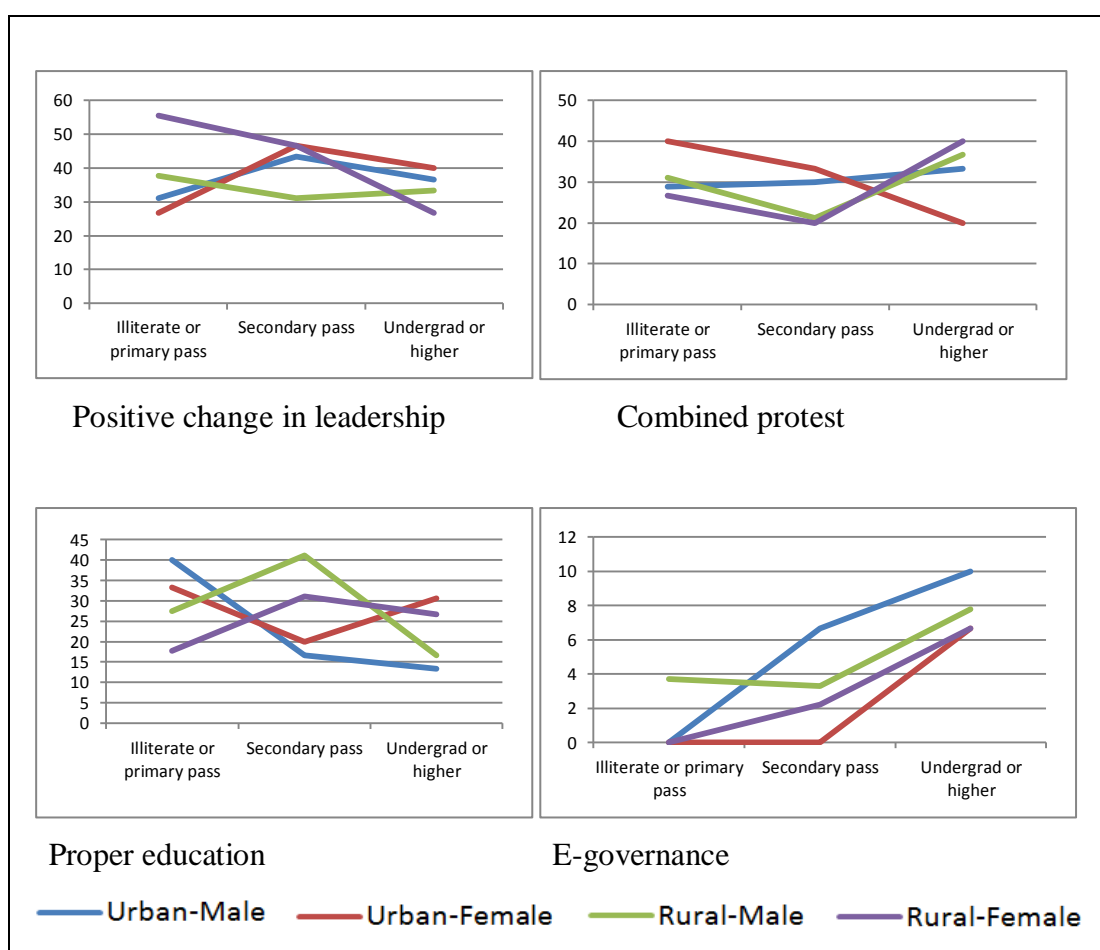 60
50
40
30
20
10
0
Illiterate or
primary pass
Secondary pass
Undergrad or
higher
Positive change in leadership
50
40
30
20
10
0
Illiterate or
primary pass
Secondary pass
Undergrad or
higher
Combined protest
45
40
35
30
25
20
15
10
5
0
Illiterate or
primary pass
Secondary pass
Undergrad or
higher
Proper education
12
10
8
6
4
2
0
Illiterate or primary
pass
Secondary pass
Undergrad or
higher
E-governance
Urban-Male Urban-Female Rural-Male Rural-Female